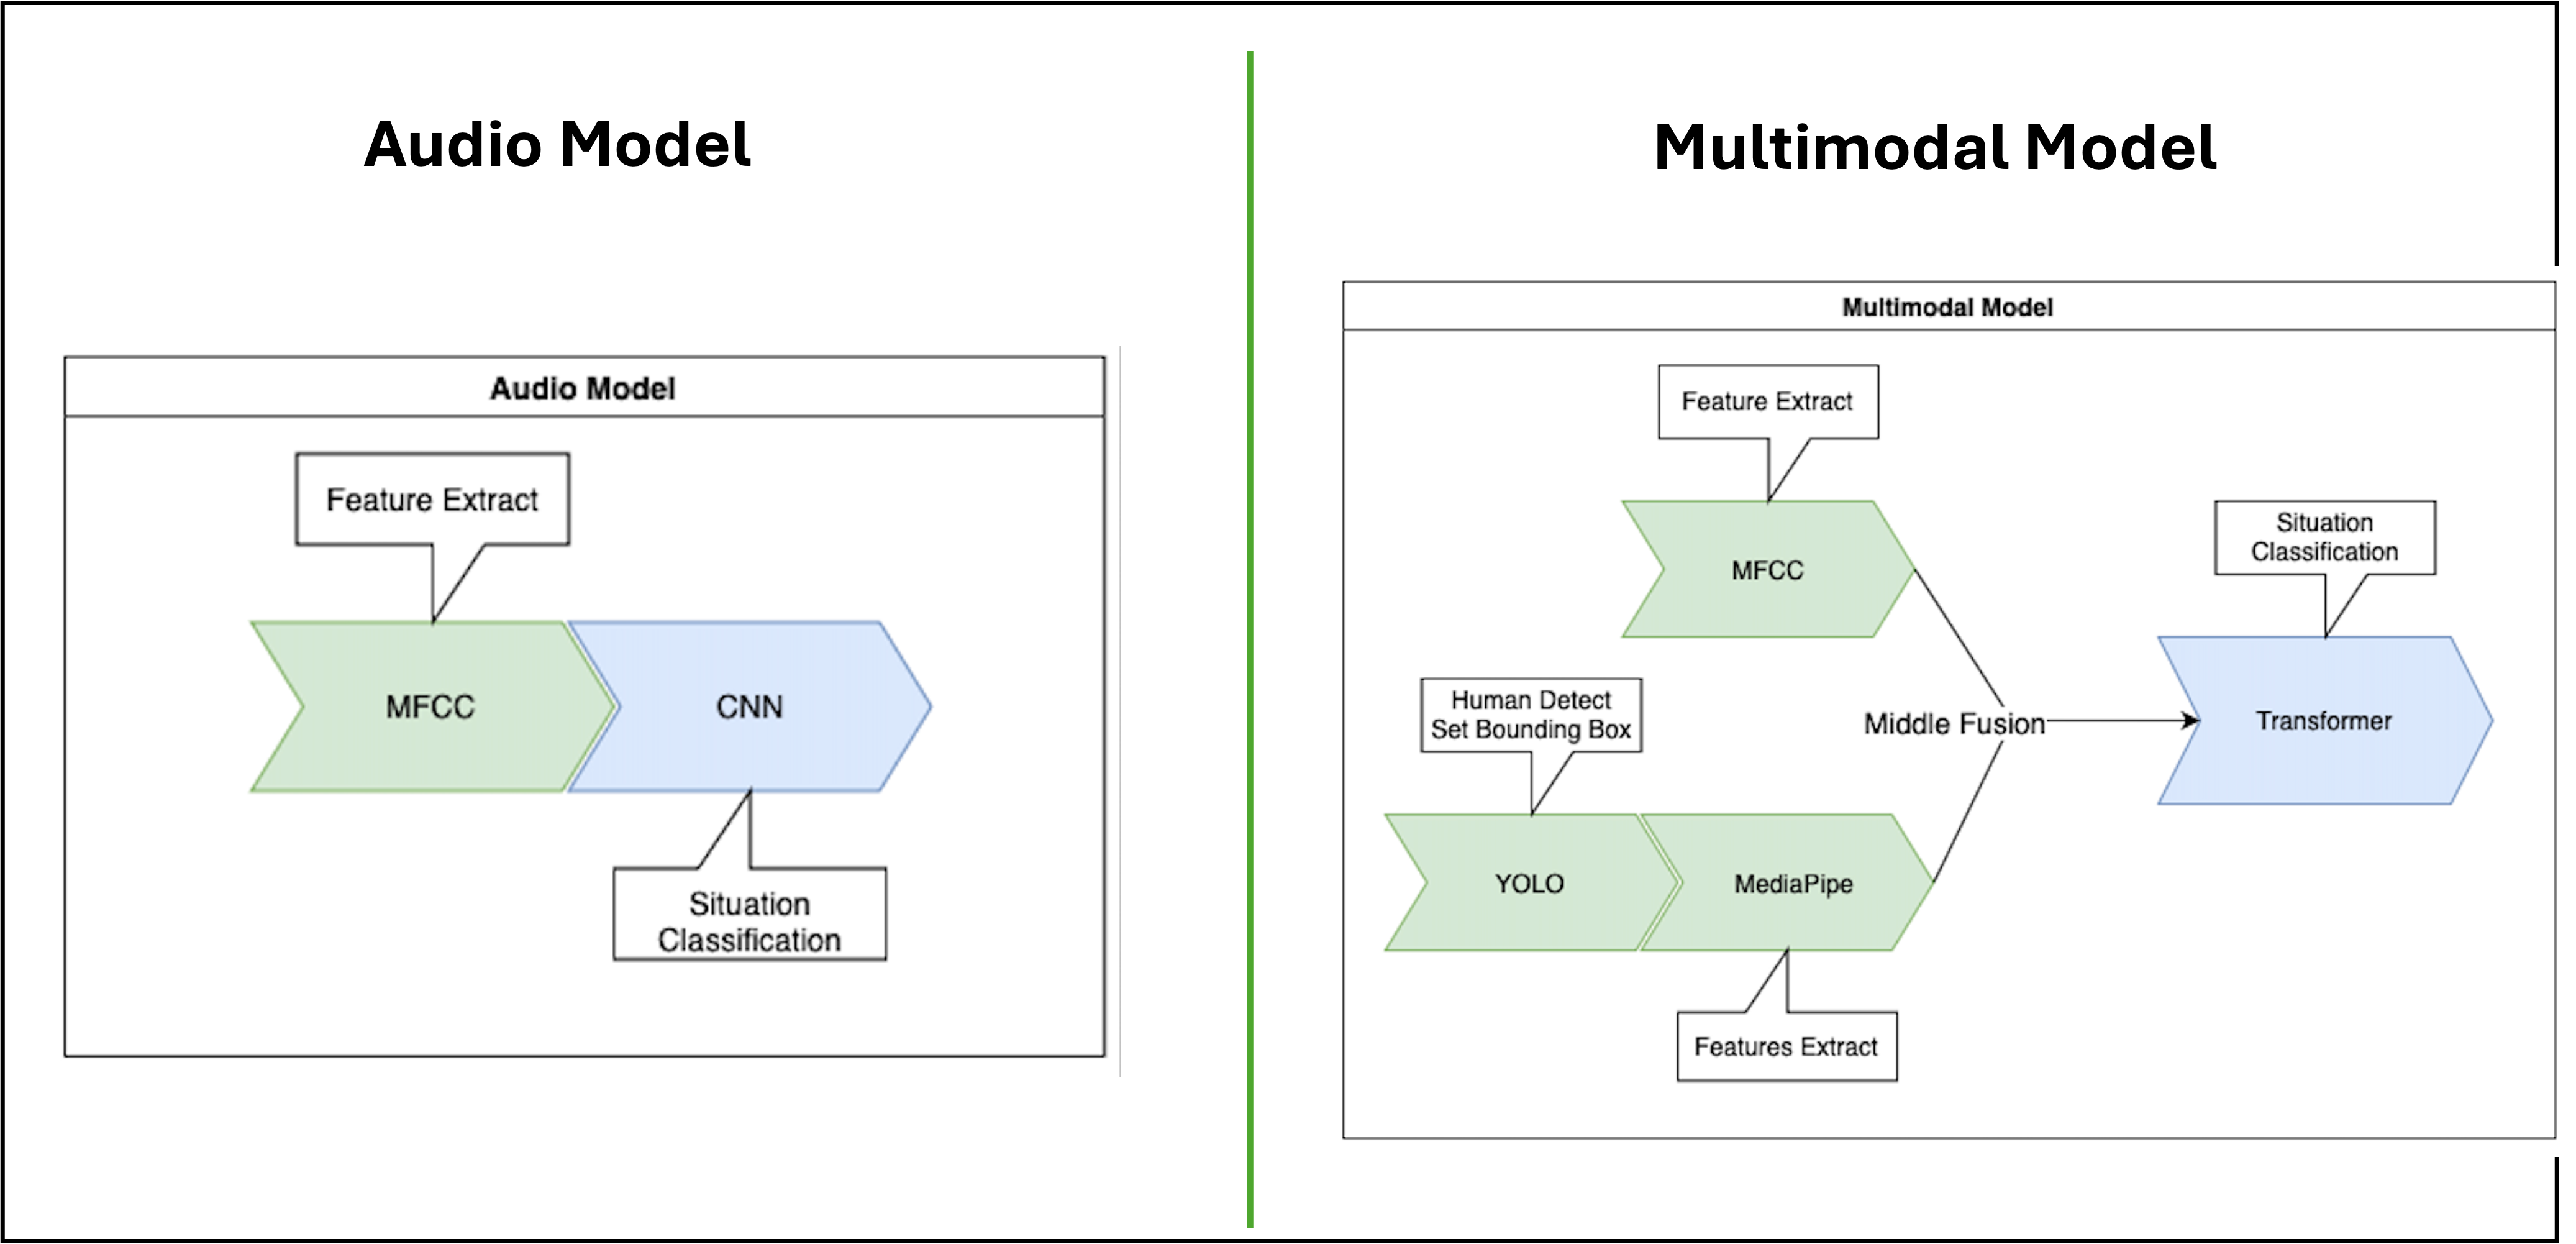 Audio Model
Audio Model
Feature Extract
MFCC
CNN
Situation
Classification
Multimodal Model
Multimodal Model
Feature Extract
MFCC
Situation
Classification
Human Detect
Set Bounding Box
Middle Fusion
Transformer
YOLO
MediaPipe
Features Extract